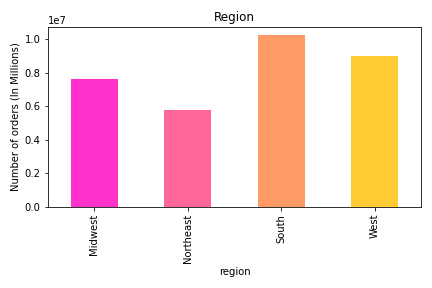 Region
1e7
Number of orders (In Millions)
1.0
0.8
0.6
0.4
0.2
0.0
Midwest
Northeast
South
West
region